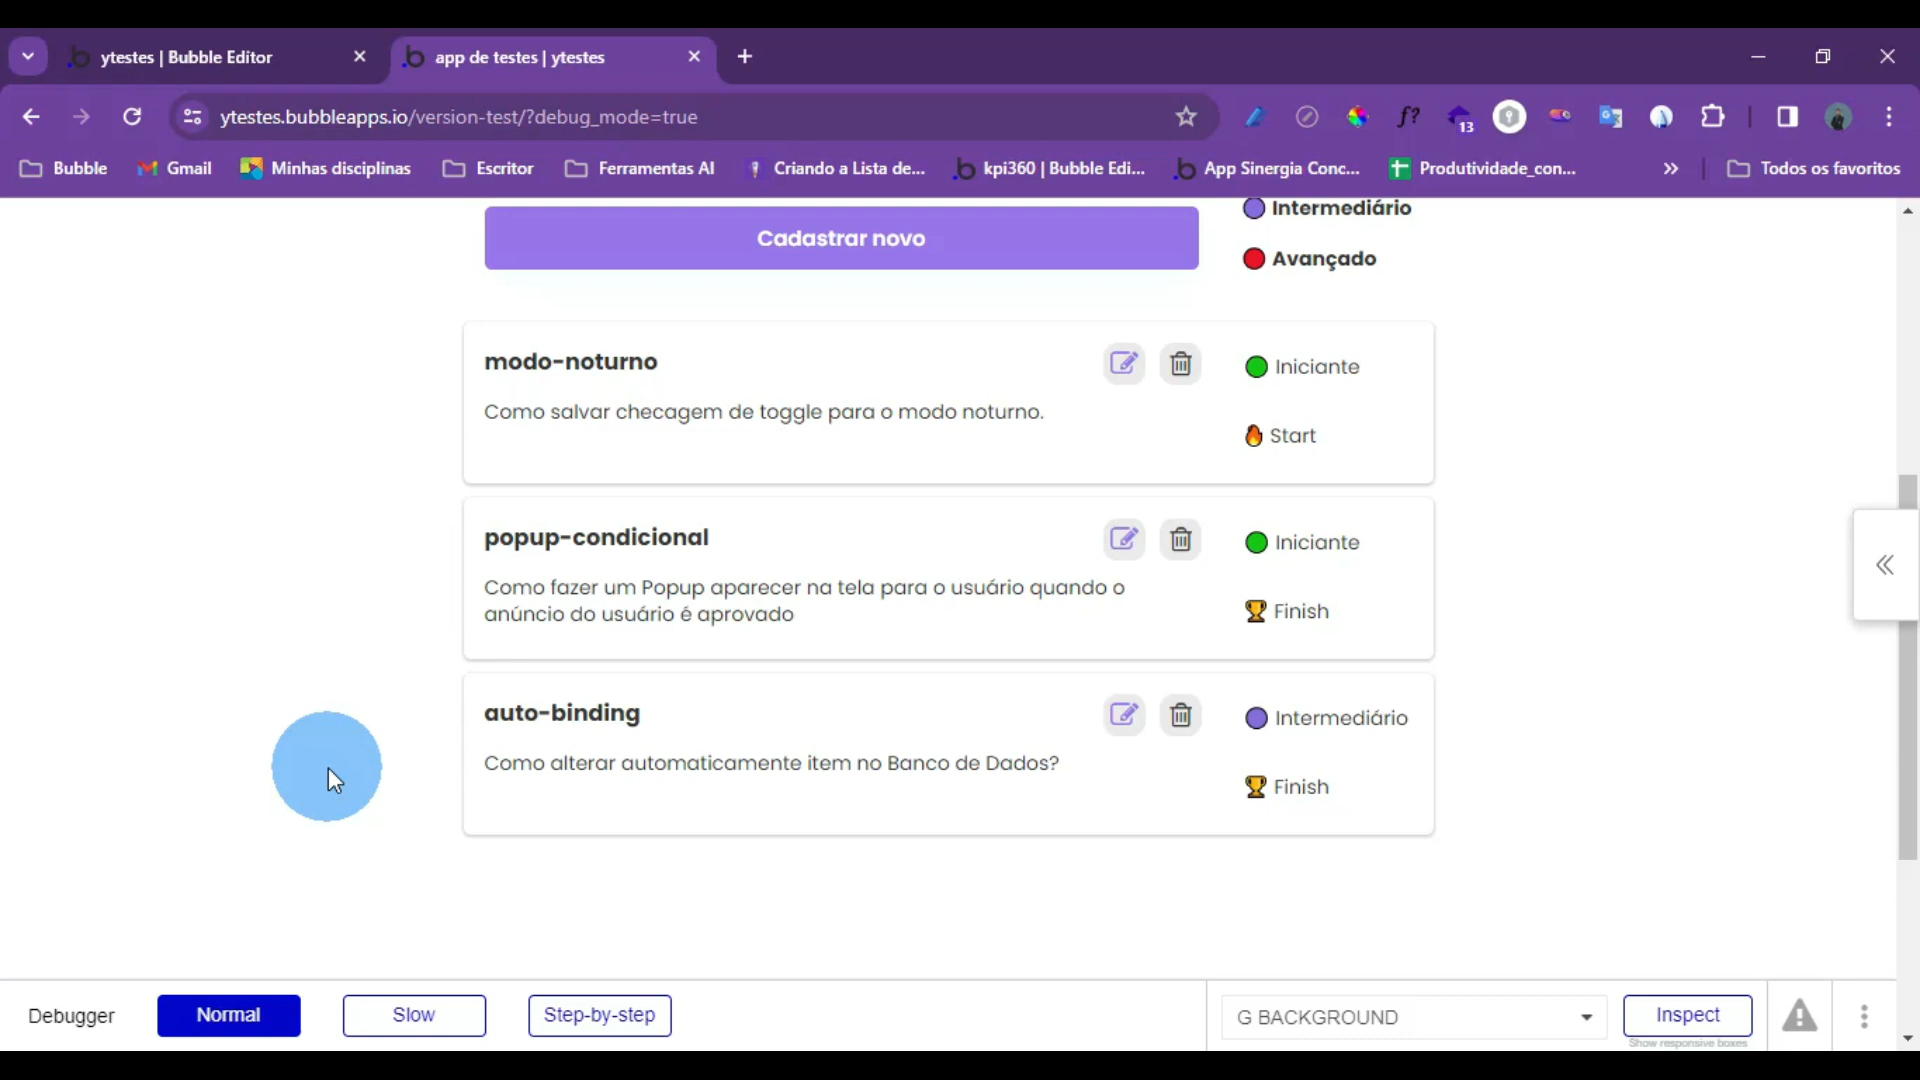 ytestes | Bubble Editor
app de testes | ytestes
ytestes.bubbleapps.io/version-test/?debug_mode=true
f?
13
Bubble
Gmail
Minhas disciplinas
Escritor
Ferramentas AI
Criando a Lista de...
kpi360 | Bubble Edi...
App Sinergia Conc...
Produtividade_con...
Todos os favoritos
Cadastrar novo
Intermediário
Avançado
modo-noturno
Iniciante
Como salvar checagem de toggle para o modo noturno.
Start
popup-condicional
Iniciante
Como fazer um Popup aparecer na tela para o usuário quando o
anúncio do usuário é aprovado
Finish
auto-binding
Intermediário
Como alterar automaticamente item no Banco de Dados?
Finish
Debugger
Normal
Slow
Step-by-step
G BACKGROUND
Inspect
Show responsive boxes